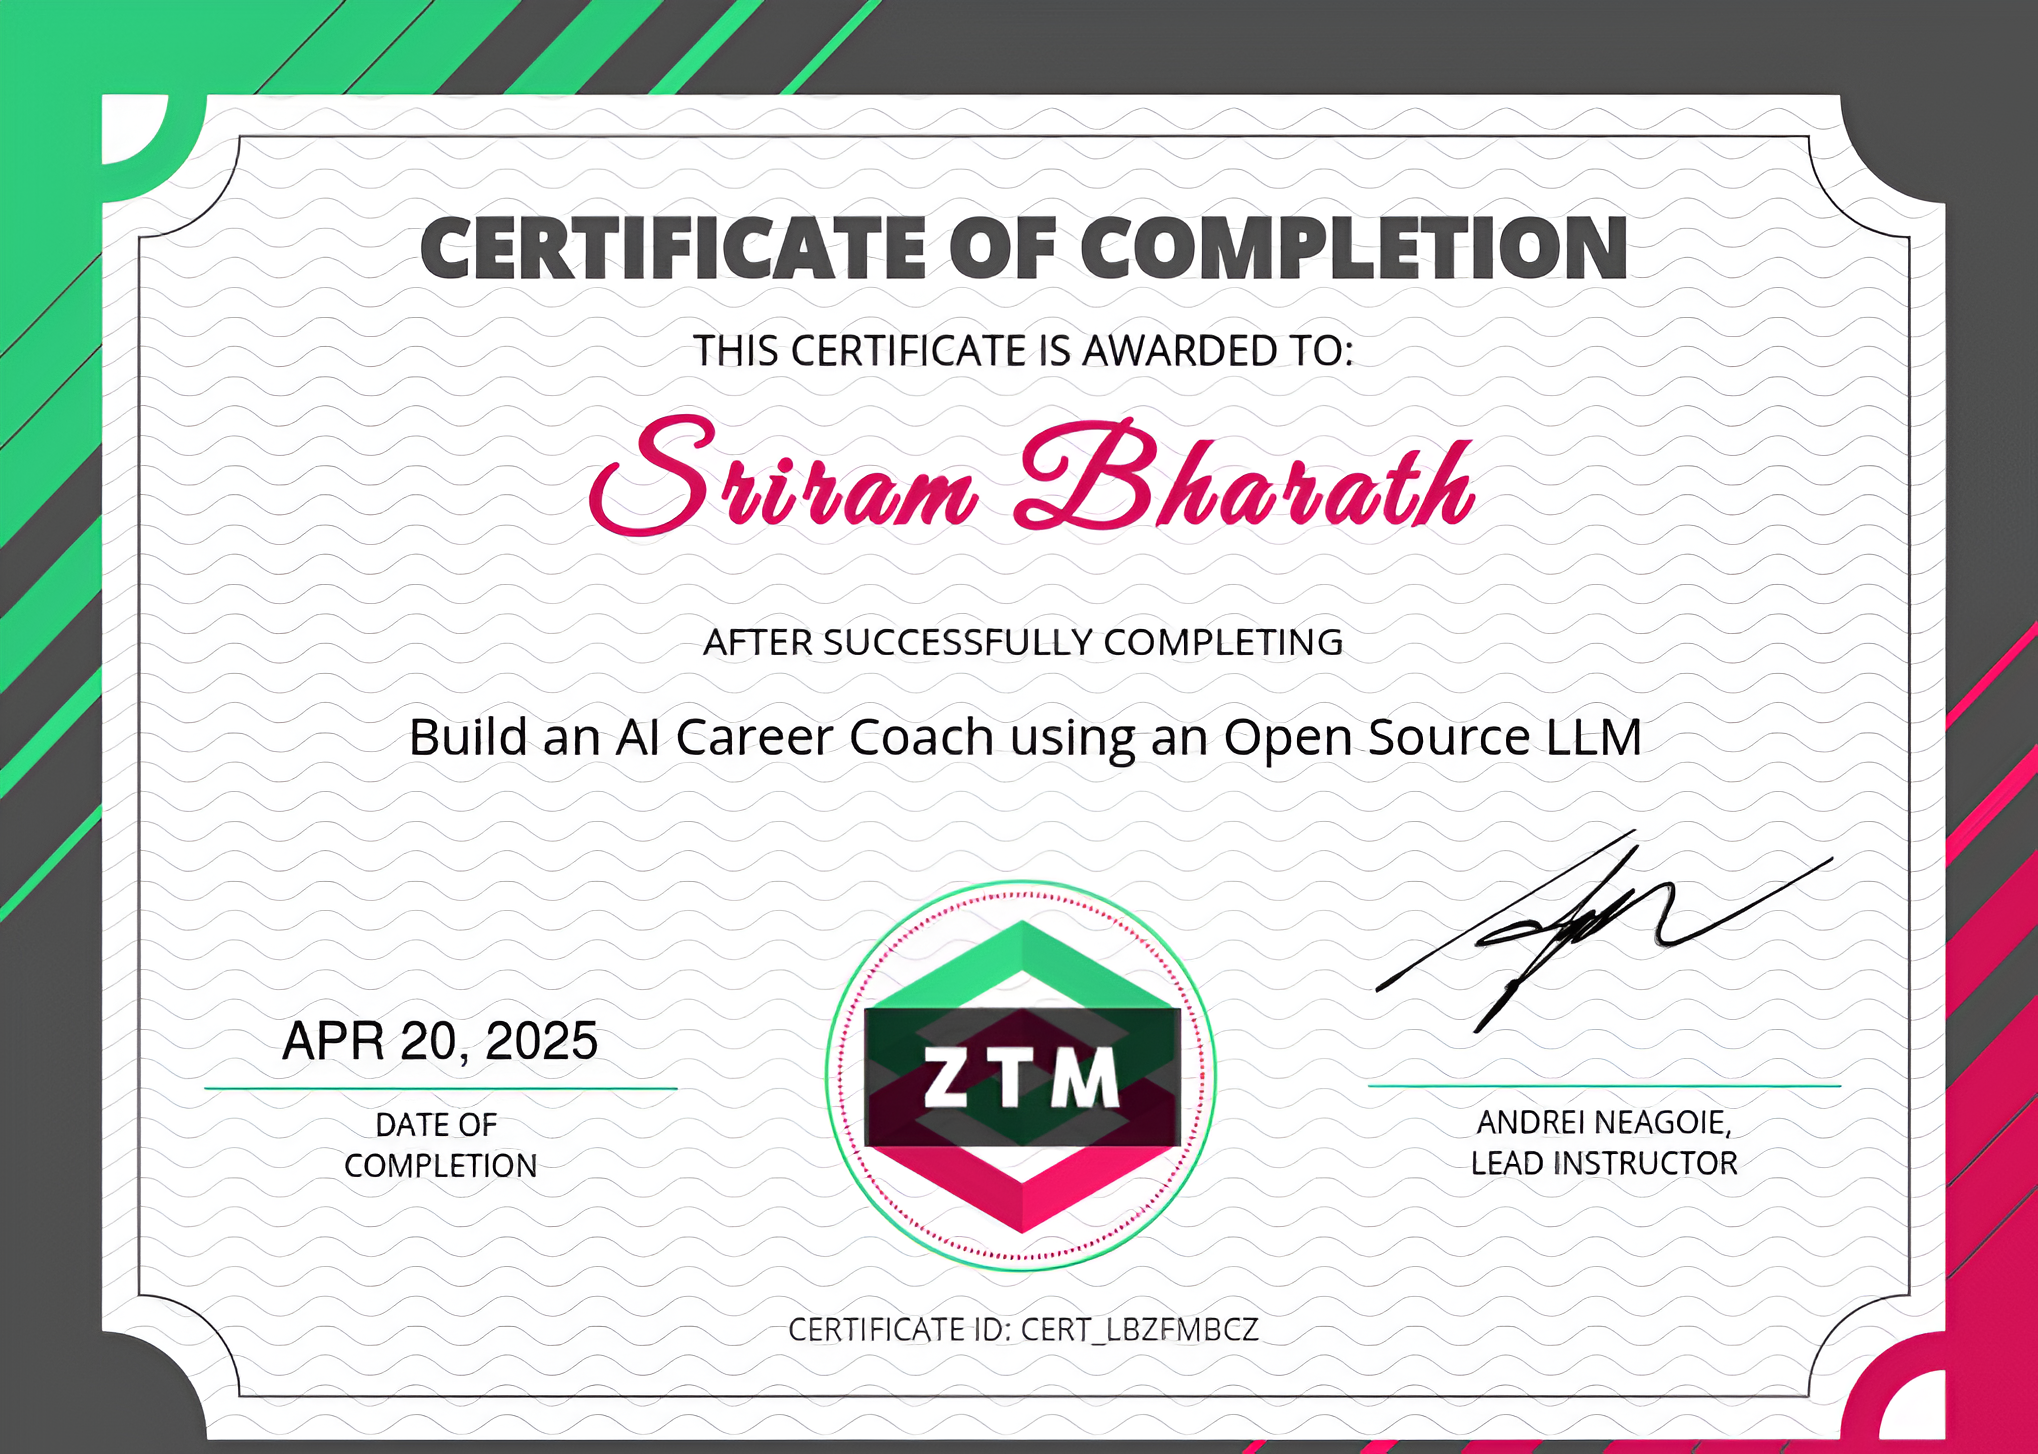 CERTIFICATE OF COMPLETION
THIS CERTIFICATE IS AWARDED TO:
Sriram Bharath
AFTER SUCCESSFULLY COMPLETING
Build an AI Career Coach using an Open Source LLM
APR 20, 2025
DATE OF
COMPLETION
ZTM
ANDREI NEAGOIE,
LEAD INSTRUCTOR
CERTIFICATE ID: CERT_LBZFMBCZ